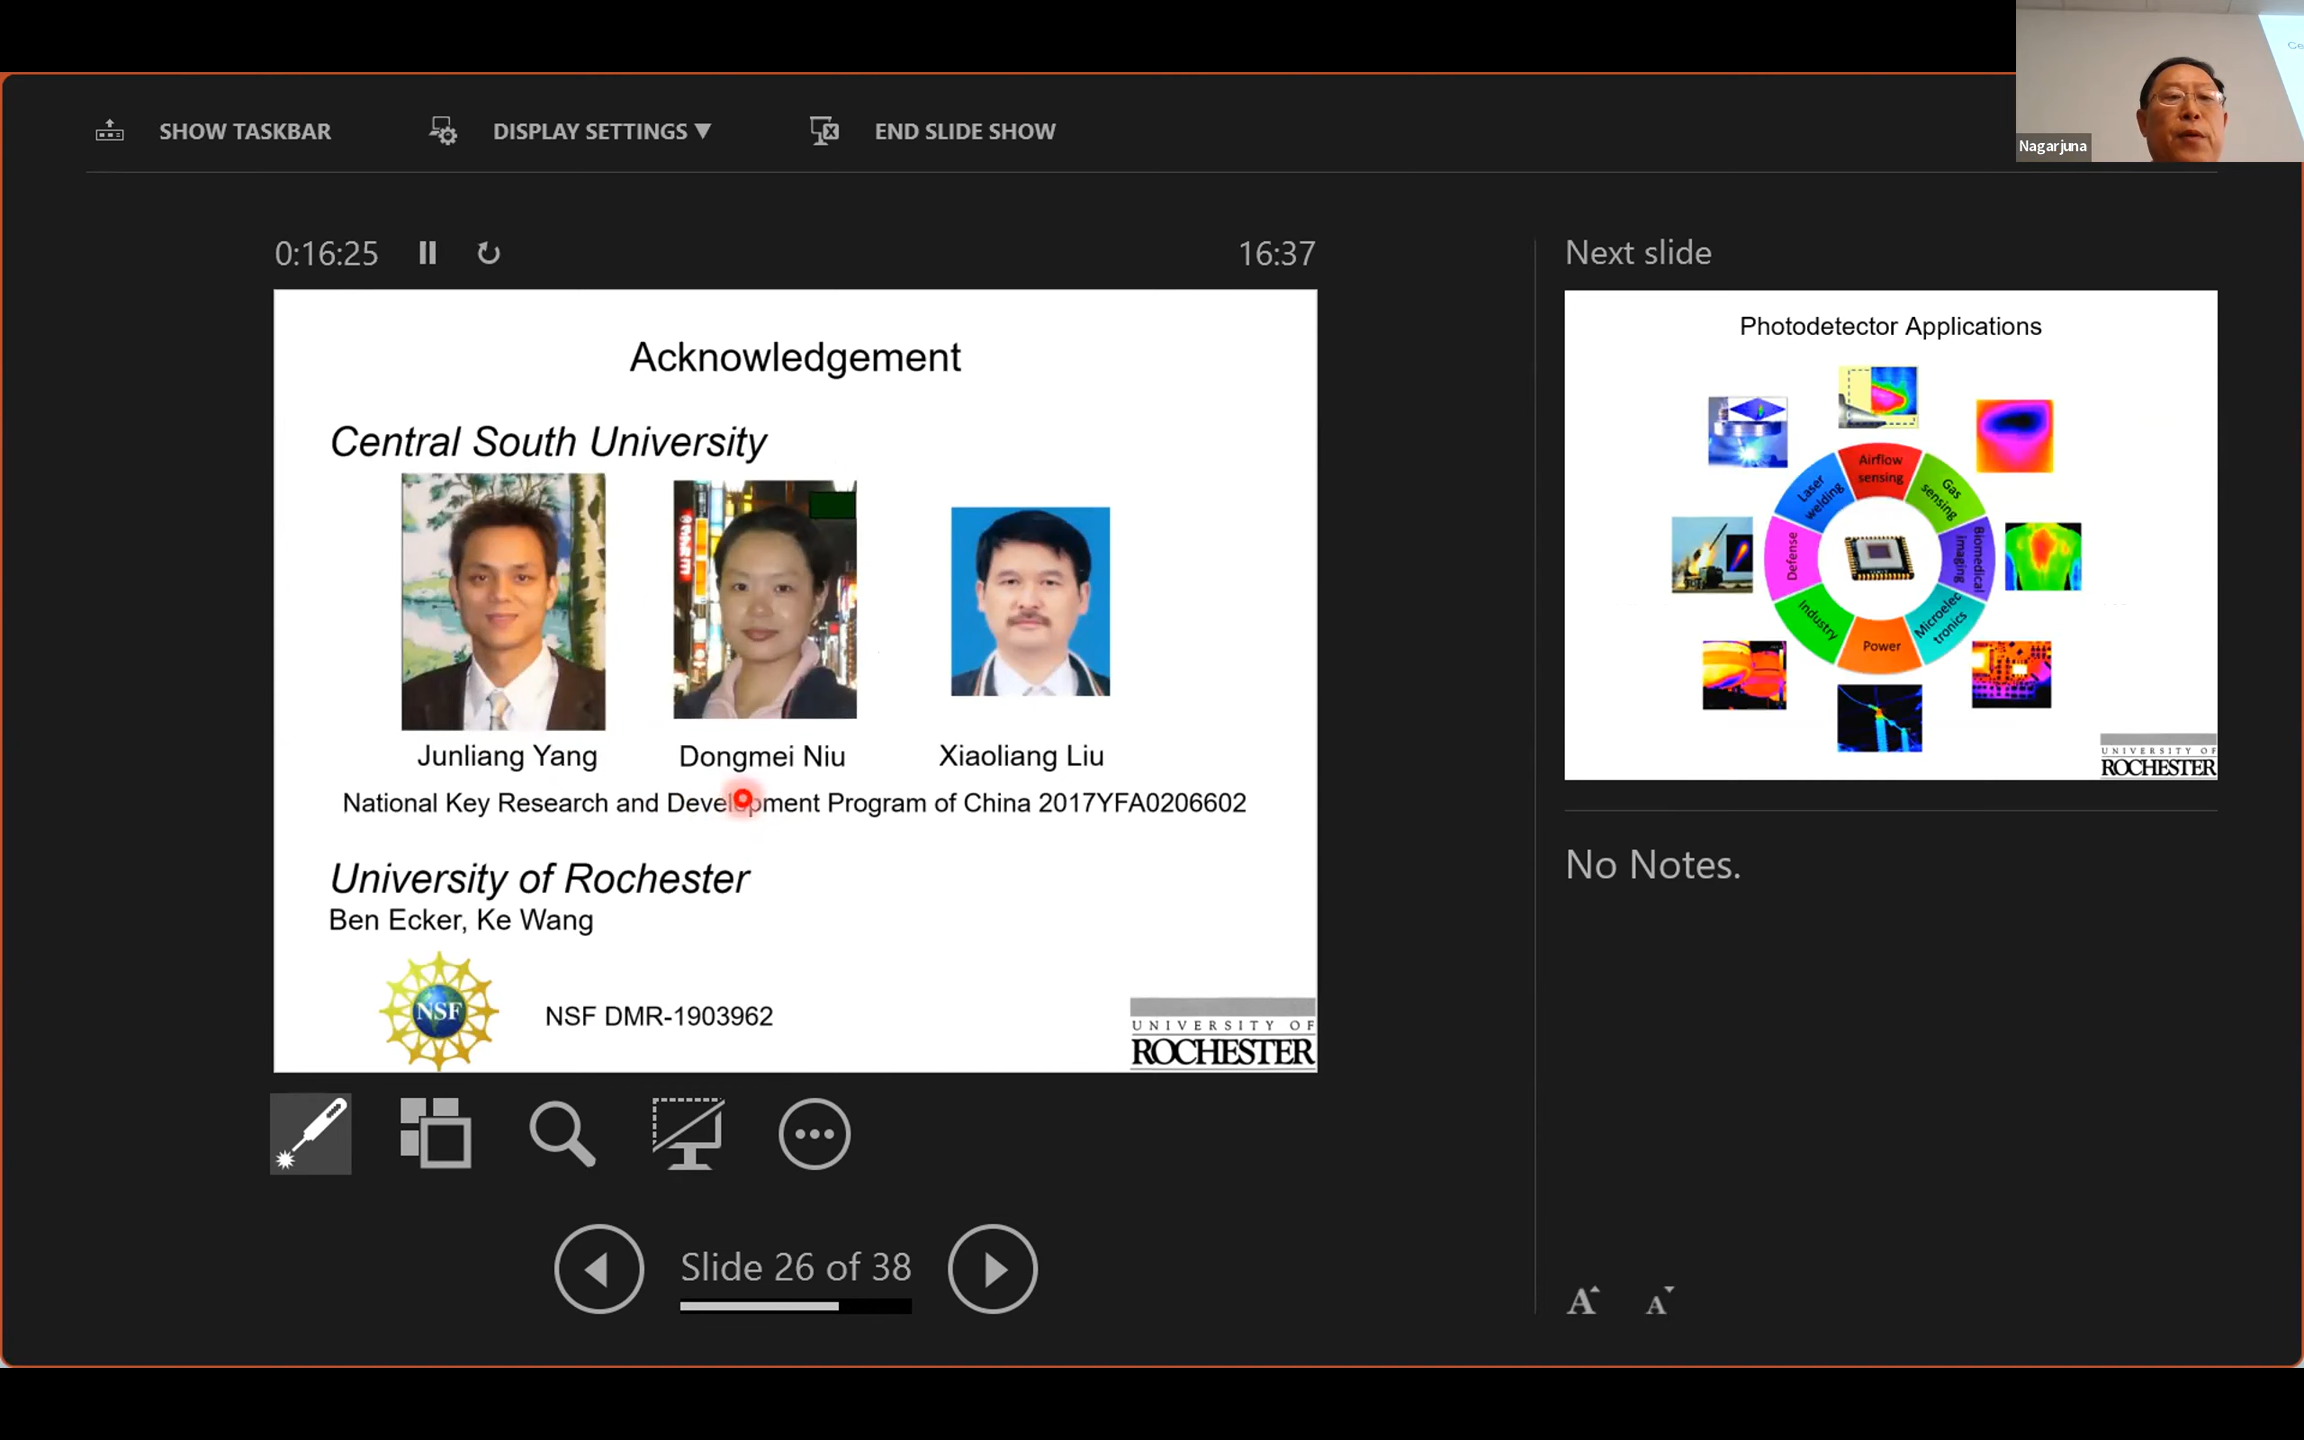 Ce
Nagarjuna
SHOW TASKBAR
DISPLAY SETTINGS ▼
END SLIDE SHOW
0:16:25
16:37
Acknowledgement
Central South University
Junliang Yang
Dongmei Niu
Xiaoliang Liu
National Key Research and Development Program of China 2017YFA0206602
University of Rochester
Ben Ecker, Ke Wang
NSF
NSF DMR-1903962
UNIVERSITY OF
ROCHESTER
Slide 26 of 38
Next slide
Photodetector Applications
Airflow
sensing
Gas
sensing
Biomedical
imaging
Microelec
tronics
Power
Industry
Defense
Laser
welding
UNIVERSITY OF
ROCHESTER
No Notes.
A
A